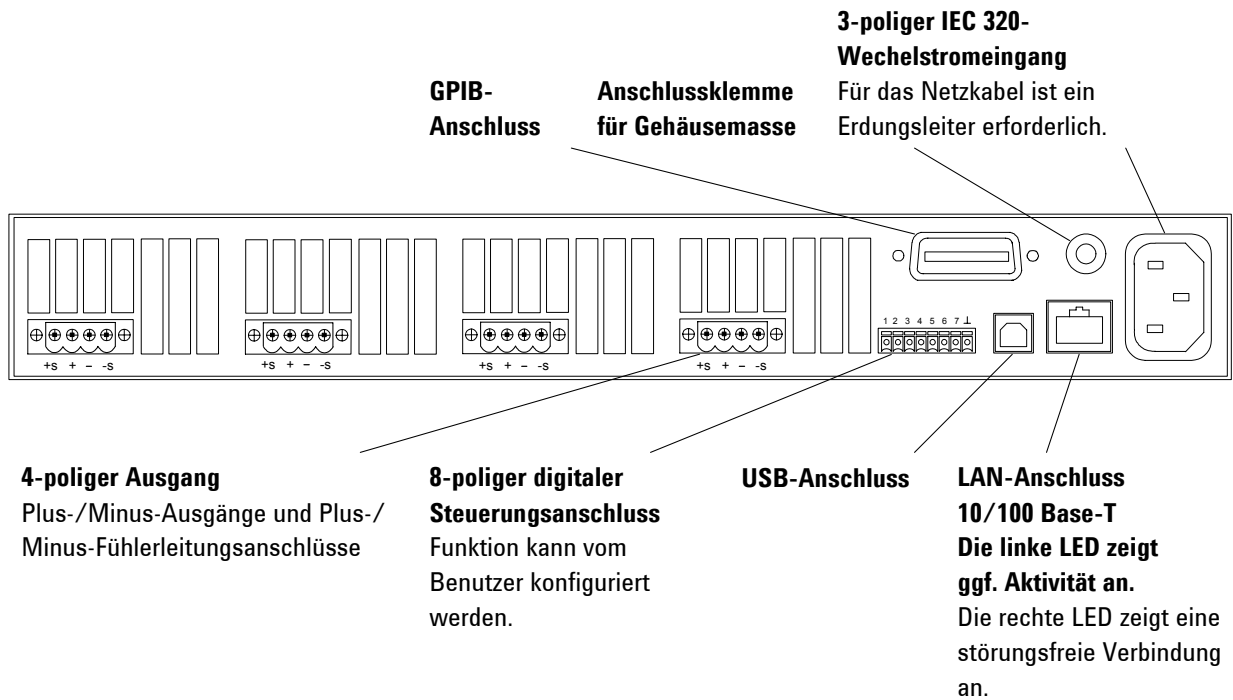 3-poliger IEC 320-
Wechelstromeingang
Für das Netzkabel ist ein
Erdungsleiter erforderlich.
GPIB-
Anschluss
Anschlussklemme
für Gehäusemasse
1 2 3 4 5 6 7 ⊥
+s + – -s
+s + – -s
+s + – -s
+s + – -s
4-poliger Ausgang
Plus-/Minus-Ausgänge und Plus-/
Minus-Fühlerleitungsanschlüsse
8-poliger digitaler
Steuerungsanschluss
Funktion kann vom
Benutzer konfiguriert
werden.
USB-Anschluss
LAN-Anschluss
10/100 Base-T
Die linke LED zeigt
ggf. Aktivität an.
Die rechte LED zeigt eine
störungsfreie Verbindung
an.